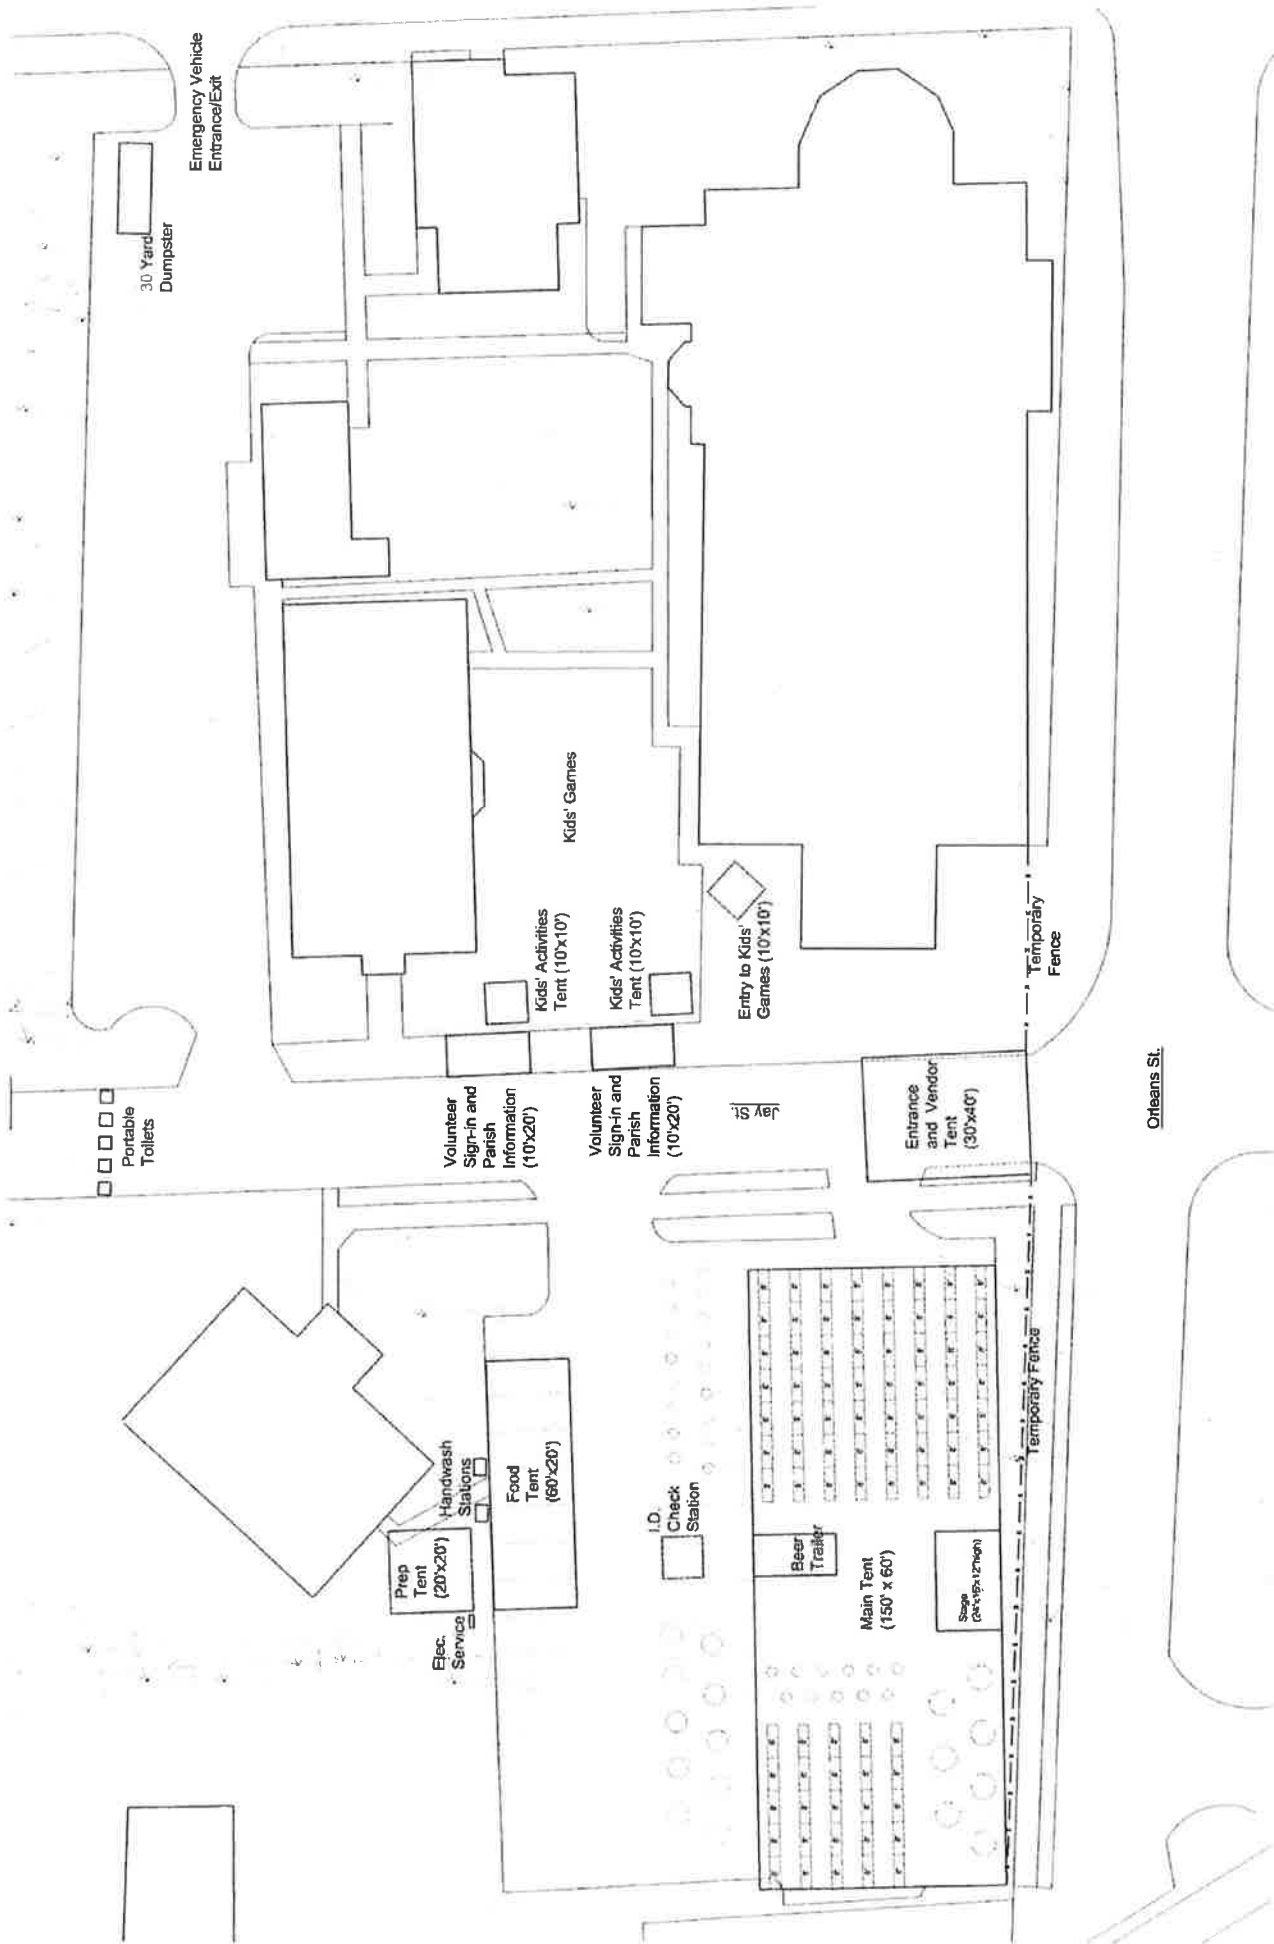 Emergency Vehicle
Entrance/Exit
30 Yard
Dumpster
Kids' Games
Kids' Activities
Tent (10'x10')
Kids' Activities
Tent (10'x10')
Entry to Kids'
Games (10'x10')
Temporary
Fence
Portable
Toilets
Volunteer
Sign-in and
Parish
Information
(10'x20')
Volunteer
Sign-in and
Parish
Information
(10'x20')
Jay St.
Entrance
and Vendor
Tent
(30'x40')
Orleans St.
Handwash
Stations
Food
Tent
(60'x20')
Prep
Tent
(20'x20')
Elec.
Service
I.D.
Check
Station
Beer
Trailer
Main Tent
(150' x 60')
Stage
(24'x16'x12"high)
Temporary Fence